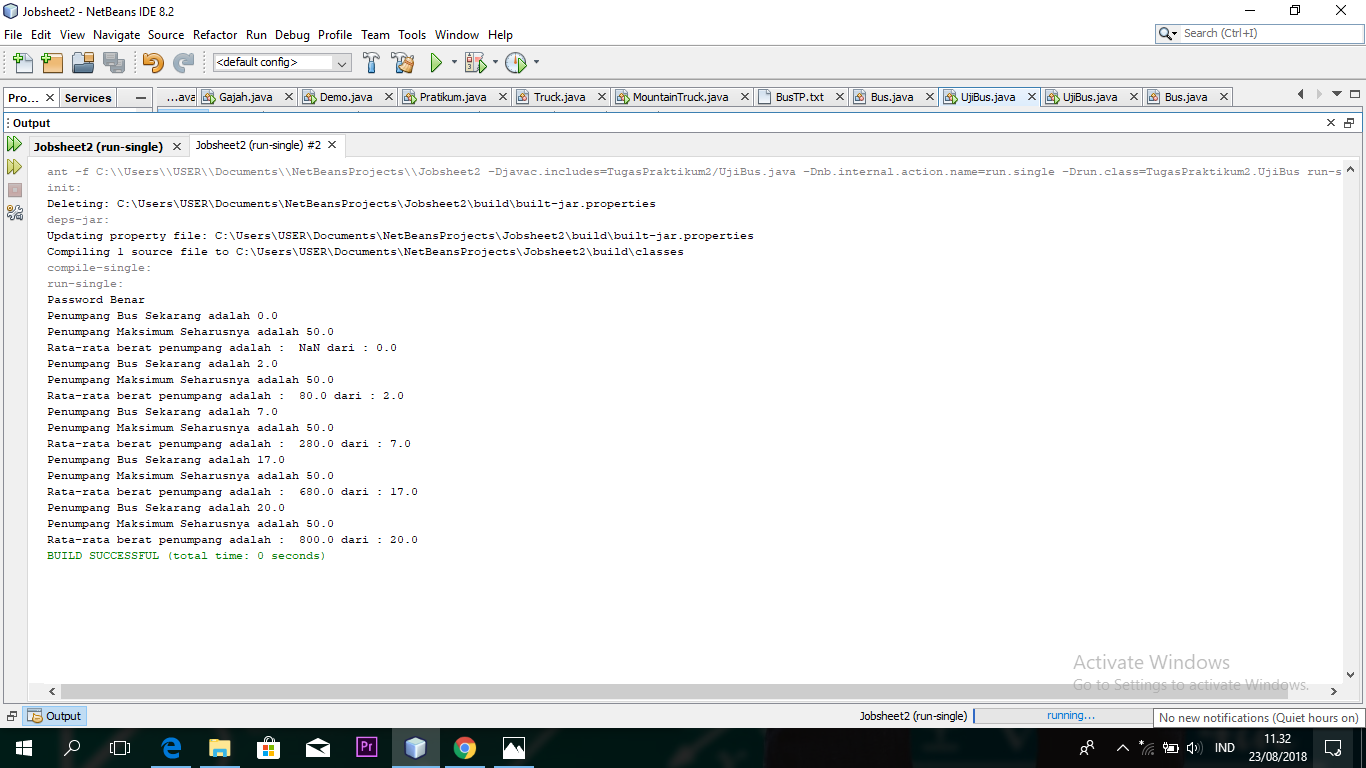 Jobsheet2 - NetBeans IDE 8.2
File Edit View Navigate Source Refactor Run Debug Profile Team Tools Window Help
Search (Ctrl+I)
<default config>
Pro... Services
...ava Gajah.java Demo.java Pratikum.java Truck.java MountainTruck.java BusTP.txt Bus.java UjiBus.java UjiBus.java Bus.java
Output
Jobsheet2 (run-single) Jobsheet2 (run-single) #2
ant -f C:\\Users\\USER\\Documents\\NetBeansProjects\\Jobsheet2 -Djavac.includes=TugasPraktikum2/UjiBus.java -Dnb.internal.action.name=run.single -Drun.class=TugasPraktikum2.UjiBus run-s
init:
Deleting: C:\Users\USER\Documents\NetBeansProjects\Jobsheet2\build\built-jar.properties
deps-jar:
Updating property file: C:\Users\USER\Documents\NetBeansProjects\Jobsheet2\build\built-jar.properties
Compiling 1 source file to C:\Users\USER\Documents\NetBeansProjects\Jobsheet2\build\classes
compile-single:
run-single:
Password Benar
Penumpang Bus Sekarang adalah 0.0
Penumpang Maksimum Seharusnya adalah 50.0
Rata-rata berat penumpang adalah :  NaN dari : 0.0
Penumpang Bus Sekarang adalah 2.0
Penumpang Maksimum Seharusnya adalah 50.0
Rata-rata berat penumpang adalah :  80.0 dari : 2.0
Penumpang Bus Sekarang adalah 7.0
Penumpang Maksimum Seharusnya adalah 50.0
Rata-rata berat penumpang adalah :  280.0 dari : 7.0
Penumpang Bus Sekarang adalah 17.0
Penumpang Maksimum Seharusnya adalah 50.0
Rata-rata berat penumpang adalah :  680.0 dari : 17.0
Penumpang Bus Sekarang adalah 20.0
Penumpang Maksimum Seharusnya adalah 50.0
Rata-rata berat penumpang adalah :  800.0 dari : 20.0
BUILD SUCCESSFUL (total time: 0 seconds)
Activate Windows
Go to Settings to activate Windows.
Output
Jobsheet2 (run-single) running...
No new notifications (Quiet hours on)
Pr
IND
11.32
23/08/2018